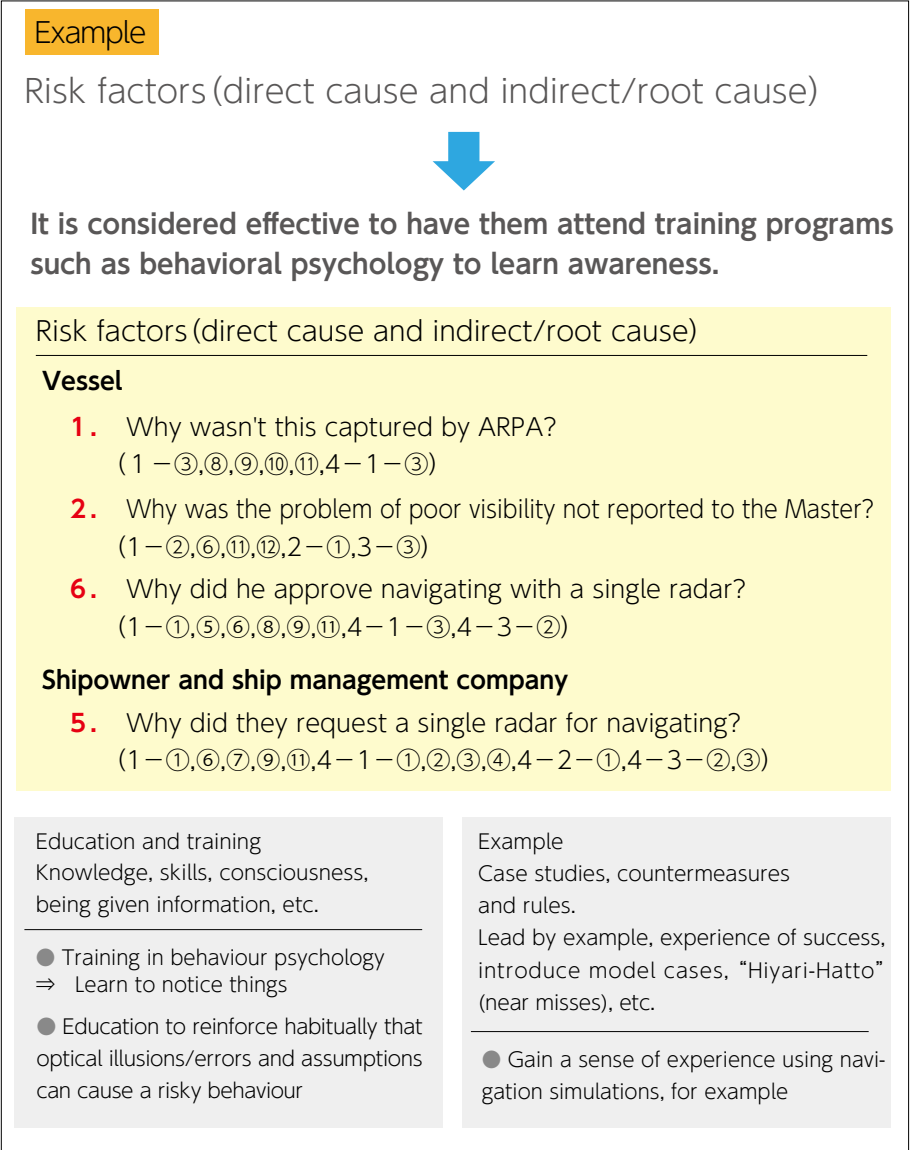 Example
Risk factors (direct cause and indirect/root cause)
It is considered effective to have them attend training programs
such as behavioral psychology to learn awareness.
Risk factors (direct cause and indirect/root cause)
Vessel
1. Why wasn't this captured by ARPA?
(1－③,⑧,⑨,⑩,⑪,4－1－③)
2. Why was the problem of poor visibility not reported to the Master?
(1－②,⑥,⑪,⑫,2－①,3－③)
6. Why did he approve navigating with a single radar?
(1－①,⑤,⑥,⑧,⑨,⑪,4－1－③,4－3－②)
Shipowner and ship management company
5. Why did they request a single radar for navigating?
(1－①,⑥,⑦,⑨,⑪,4－1－①,②,③,④,4－2－①,4－3－②,③)
Education and training
Knowledge, skills, consciousness,
being given information, etc.
● Training in behaviour psychology
⇒ Learn to notice things
● Education to reinforce habitually that
optical illusions/errors and assumptions
can cause a risky behaviour
Example
Case studies, countermeasures
and rules.
Lead by example, experience of success,
introduce model cases, “Hiyari-Hatto”
(near misses), etc.
● Gain a sense of experience using navi-
gation simulations, for example